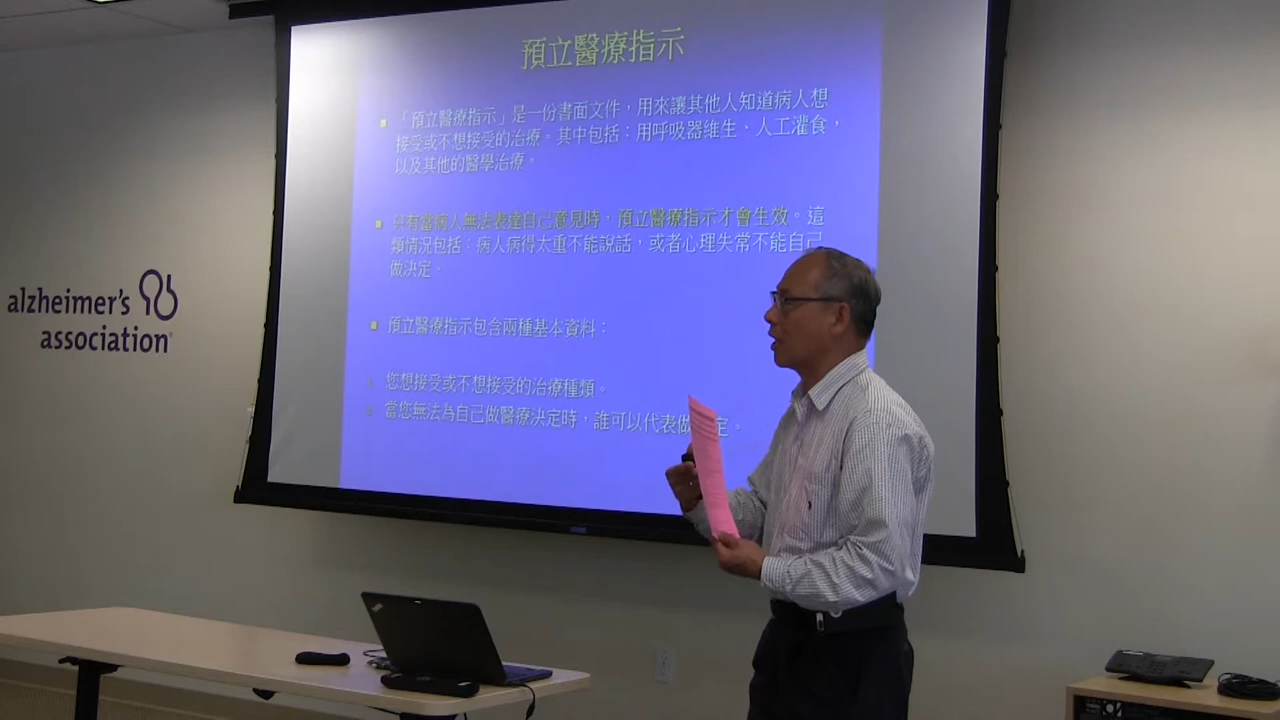 預立醫療指示
「預立醫療指示」是一份書面文件，用來讓其他人知道病人想
接受或不想接受的治療。其中包括：用呼吸器維生、人工灌食，
以及其他的醫學治療。
只有當病人無法表達自己意見時，預立醫療指示才會生效。這
類情況包括：病人病得太重不能說話，或者心理失常不能自己
做決定。
預立醫療指示包含兩種基本資料：
您想接受或不想接受的治療種類。
當您無法為自己做醫療決定時，誰可以代表做定。
alzheimer's
association